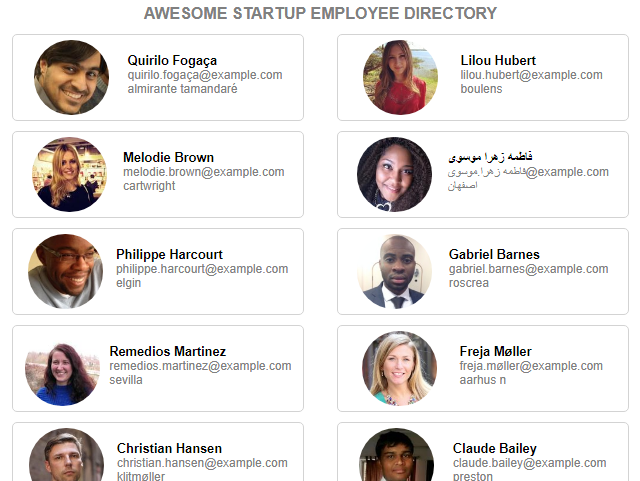 AWESOME STARTUP EMPLOYEE DIRECTORY
Quirilo Fogaça
quirilo.fogaça@example.com
almirante tamandaré
Lilou Hubert
lilou.hubert@example.com
boulens
Melodie Brown
melodie.brown@example.com
cartwright
فاطمه زهرا موسوی
فاطمه زهرا.موسوی@example.com
اصفهان
Philippe Harcourt
philippe.harcourt@example.com
elgin
Gabriel Barnes
gabriel.barnes@example.com
roscrea
Remedios Martinez
remedios.martinez@example.com
sevilla
Freja Møller
freja.møller@example.com
aarhus n
Christian Hansen
christian.hansen@example.com
klitmøller
Claude Bailey
claude.bailey@example.com
preston